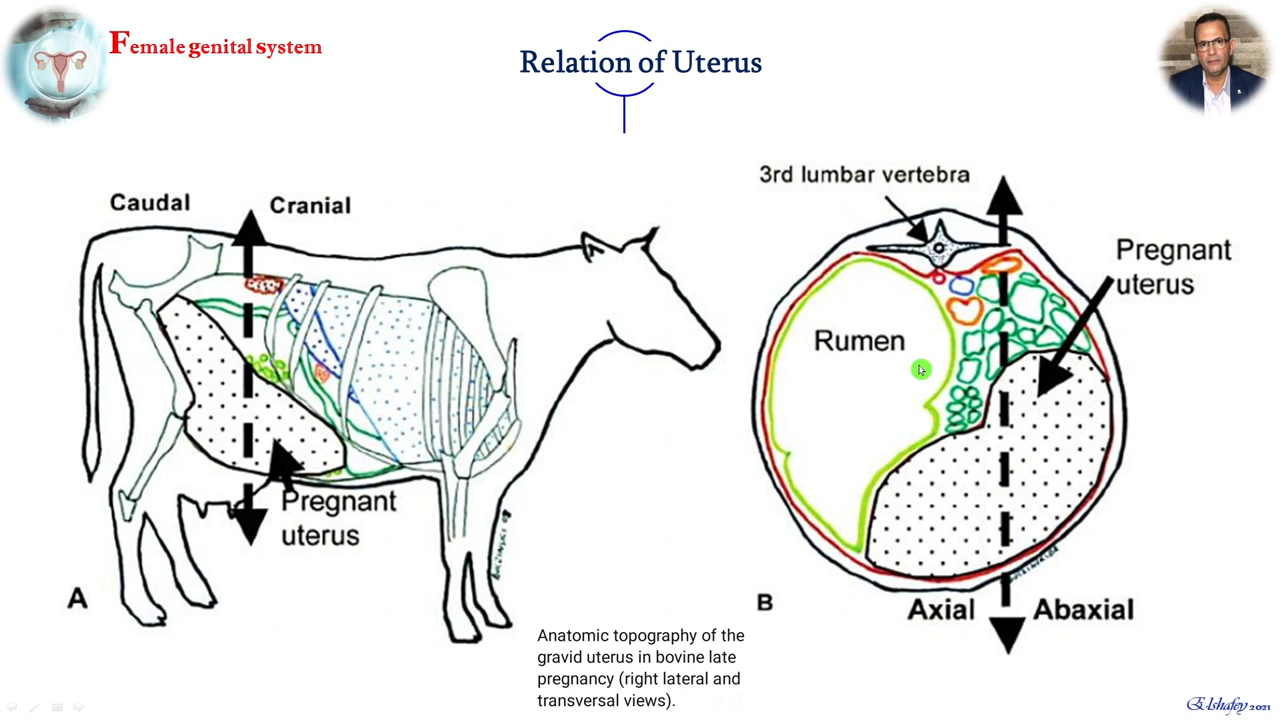 Female genital system
Relation of Uterus
Caudal
Cranial
Pregnant
uterus
A
3rd lumbar vertebra
Pregnant
uterus
Rumen
B
Axial
Abaxial
Anatomic topography of the
gravid uterus in bovine late
pregnancy (right lateral and
transversal views).
Elshafey 2021